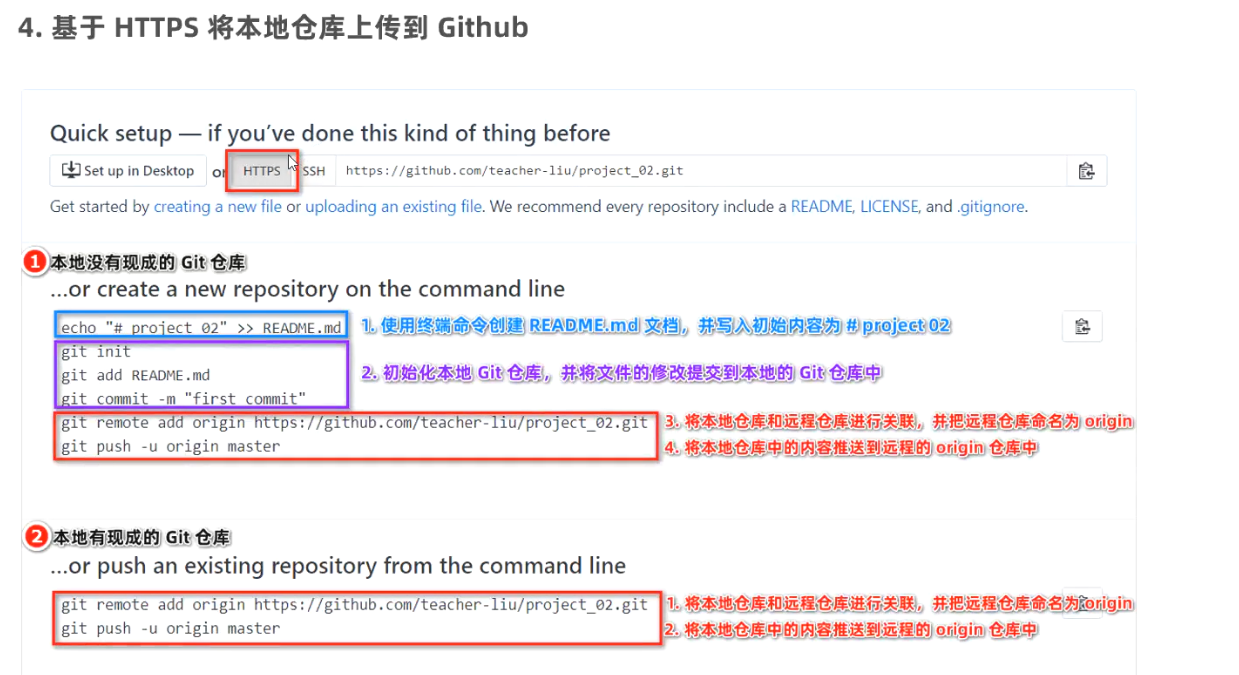 4. 基于 HTTPS 将本地仓库上传到 Github
Quick setup — if you've done this kind of thing before
Set up in Desktop or HTTPS SSH https://github.com/teacher-liu/project_02.git
Get started by creating a new file or uploading an existing file. We recommend every repository include a README, LICENSE, and .gitignore.
1 本地没有现成的 Git 仓库
...or create a new repository on the command line
echo "# project_02" >> README.md 1. 使用终端命令创建 README.md 文档，并写入初始内容为 # project 02
git init
git add README.md 2. 初始化本地 Git 仓库，并将文件的修改提交到本地的 Git 仓库中
git commit -m "first commit"
git remote add origin https://github.com/teacher-liu/project_02.git 3. 将本地仓库和远程仓库进行关联，并把远程仓库命名为 origin
git push -u origin master 4. 将本地仓库中的内容推送到远程的 origin 仓库中
2 本地有现成的 Git 仓库
...or push an existing repository from the command line
git remote add origin https://github.com/teacher-liu/project_02.git 1. 将本地仓库和远程仓库进行关联，并把远程仓库命名为 origin
git push -u origin master 2. 将本地仓库中的内容推送到远程的 origin 仓库中